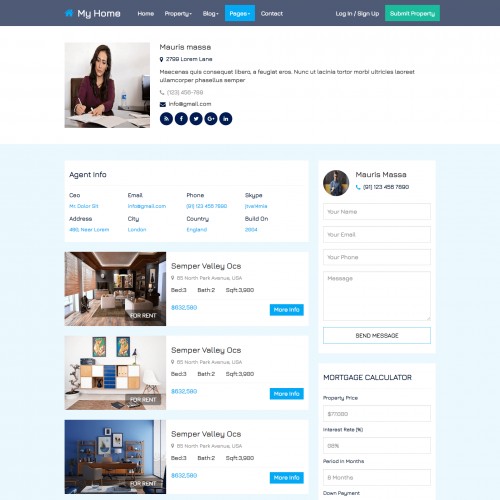 My Home
Home Property Blog Pages Contact Log In / Sign Up Submit Property
Mauris massa
2798 Lorem Lane
Maecenas quis consequat libero, a feugiat eros. Nunc ut lacinia tortor morbi ultricies laoreet
ullamcorper phasellus semper
(123) 456-789
info@gmail.com
Agent Info
Ceo Email Phone Skype
Mr. Dolor Sit info@gmail.com (91) 123 456 7890
Address City Country Build On
London England 2004
FOR RENT
Semper Valley Ocs
85 North Park Avenue, USA
Bed:3 Bath:2 Sqft:3,980
$632,580
More Info
FOR RENT
Semper Valley Ocs
85 North Park Avenue, USA
Bed:3 Bath:2 Sqft:3,980
$632,580
More Info
FOR RENT
Semper Valley Ocs
85 North Park Avenue, USA
Bed:3 Bath:2 Sqft:3,980
$632,580
More Info
Mauris Massa
(91) 123 456 7890
Your Name
Your Email
Your Phone
Message
SEND MESSAGE
MORTGAGE CALCULATOR
Property Price
Interest Rate (%)
Period In Months
8 Months
Down Payment